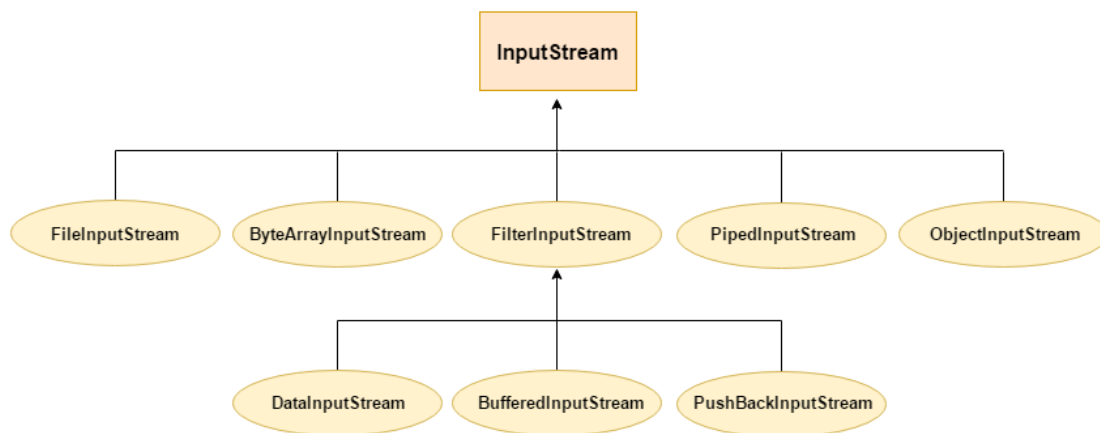 InputStream
FileInputStream
ByteArrayInputStream
FilterInputStream
PipedInputStream
ObjectInputStream
DataInputStream
BufferedInputStream
PushBackInputStream